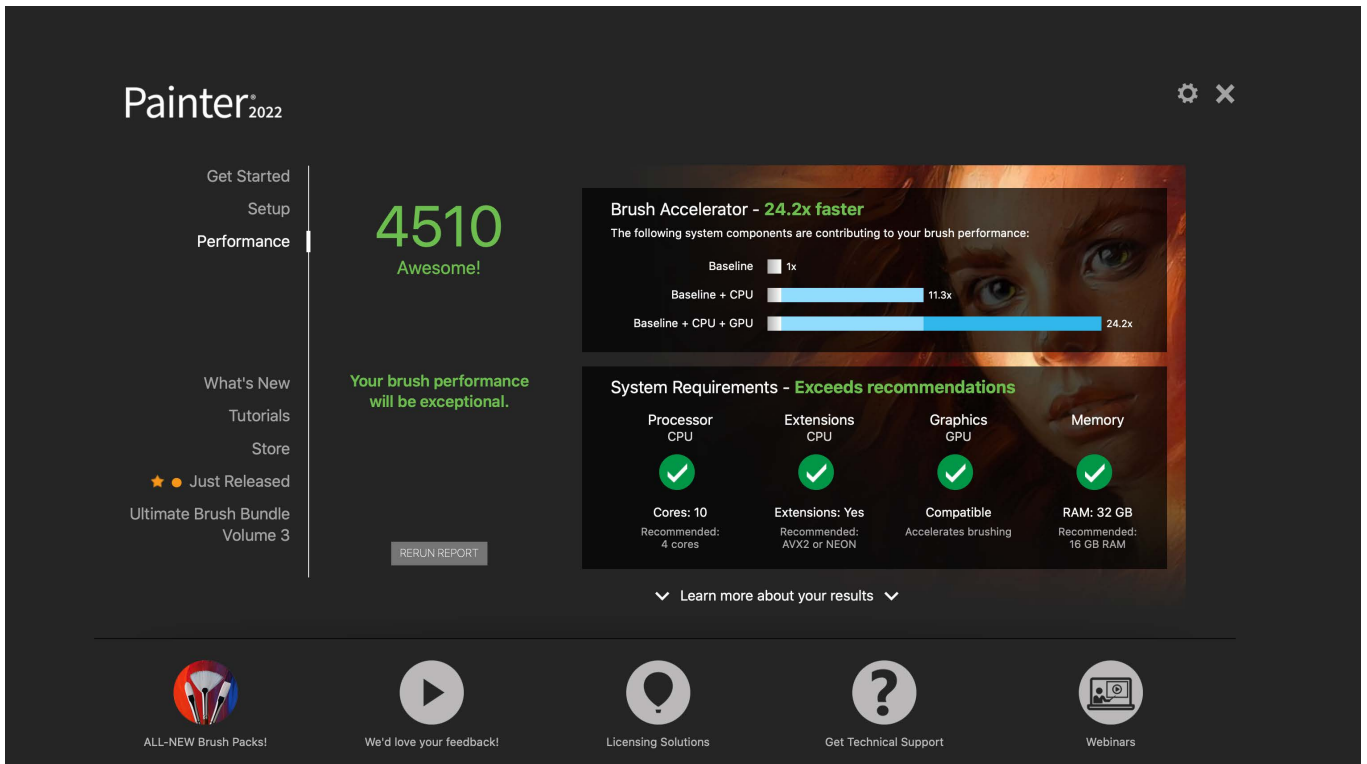 Painter® 2022
Get Started
Setup
Performance
What's New
Tutorials
Store
Just Released
Ultimate Brush Bundle
Volume 3
4510
Awesome!
Your brush performance
will be exceptional.
RERUN REPORT
Brush Accelerator - 24.2x faster
The following system components are contributing to your brush performance:
Baseline 1x
Baseline + CPU 11.3x
Baseline + CPU + GPU 24.2x
System Requirements - Exceeds recommendations
Processor
CPU
Cores: 10
Recommended:
4 cores
Extensions
CPU
Extensions: Yes
Recommended:
AVX2 or NEON
Graphics
GPU
Compatible
Accelerates brushing
Memory
RAM: 32 GB
Recommended:
16 GB RAM
Learn more about your results
ALL-NEW Brush Packs!
We'd love your feedback!
Licensing Solutions
Get Technical Support
Webinars